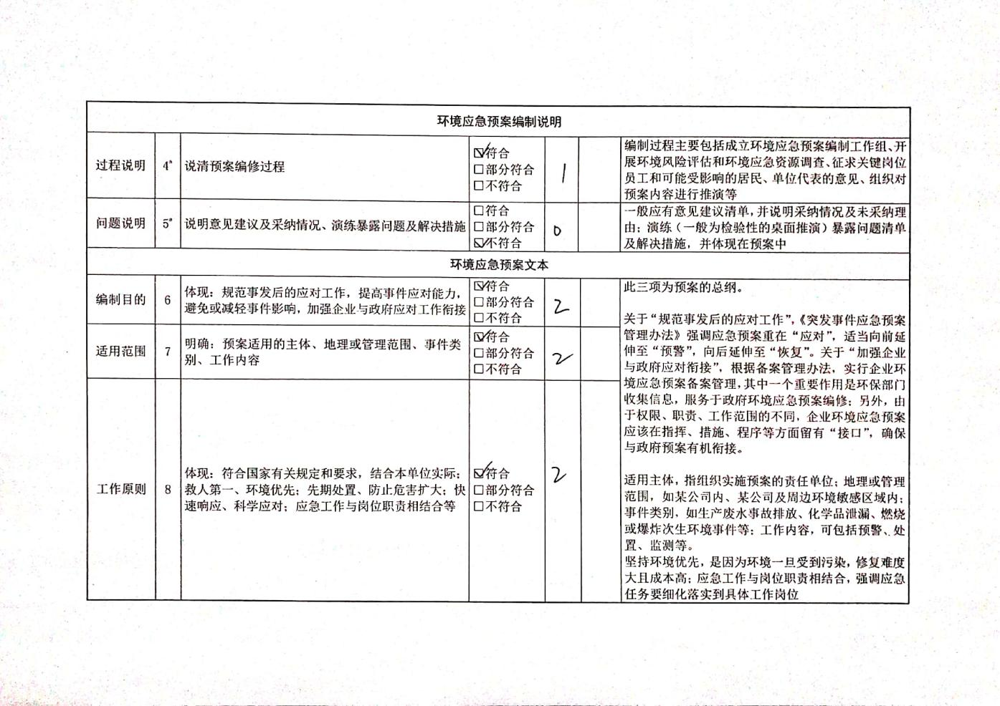 环境应急预案编制说明
过程说明 4ª 说清预案编修过程
☑符合
□部分符合
□不符合
1
编制过程主要包括成立环境应急预案编制工作组、开
展环境风险评估和环境应急资源调查、征求关键岗位
员工和可能受影响的居民、单位代表的意见、组织对
预案内容进行推演等
问题说明 5ª 说明意见建议及采纳情况、演练暴露问题及解决措施
□符合
□部分符合
☑不符合
0
一般应有意见建议清单，并说明采纳情况及未采纳理
由；演练（一般为检验性的桌面推演）暴露问题清单
及解决措施，并体现在预案中
环境应急预案文本
编制目的 6
体现：规范事发后的应对工作，提高事件应对能力，
避免或减轻事件影响，加强企业与政府应对工作衔接
☑符合
□部分符合
□不符合
2
适用范围 7
明确：预案适用的主体、地理或管理范围、事件类
别、工作内容
☑符合
□部分符合
□不符合
2
工作原则 8
体现：符合国家有关规定和要求，结合本单位实际；
救人第一、环境优先；先期处置、防止危害扩大；快
速响应、科学应对；应急工作与岗位职责相结合等
☑符合
□部分符合
□不符合
2
此三项为预案的总纲。
关于“规范事发后的应对工作”，《突发事件应急预案
管理办法》强调应急预案重在“应对”，适当向前延
伸至“预警”，向后延伸至“恢复”。关于“加强企业
与政府应对衔接”，根据备案管理办法，实行企业环
境应急预案备案管理，其中一个重要作用是环保部门
收集信息，服务于政府环境应急预案编修；另外，由
于权限、职责、工作范围的不同，企业环境应急预案
应该在指挥、措施、程序等方面留有“接口”，确保
与政府预案有机衔接。
适用主体，指组织实施预案的责任单位；地理或管理
范围，如某公司内、某公司及周边环境敏感区域内；
事件类别，如生产废水事故排放、化学品泄漏、燃烧
或爆炸次生环境事件等；工作内容，可包括预警、处
置、监测等。
坚持环境优先，是因为环境一旦受到污染，修复难度
大且成本高；应急工作与岗位职责相结合，强调应急
任务要细化落实到具体工作岗位